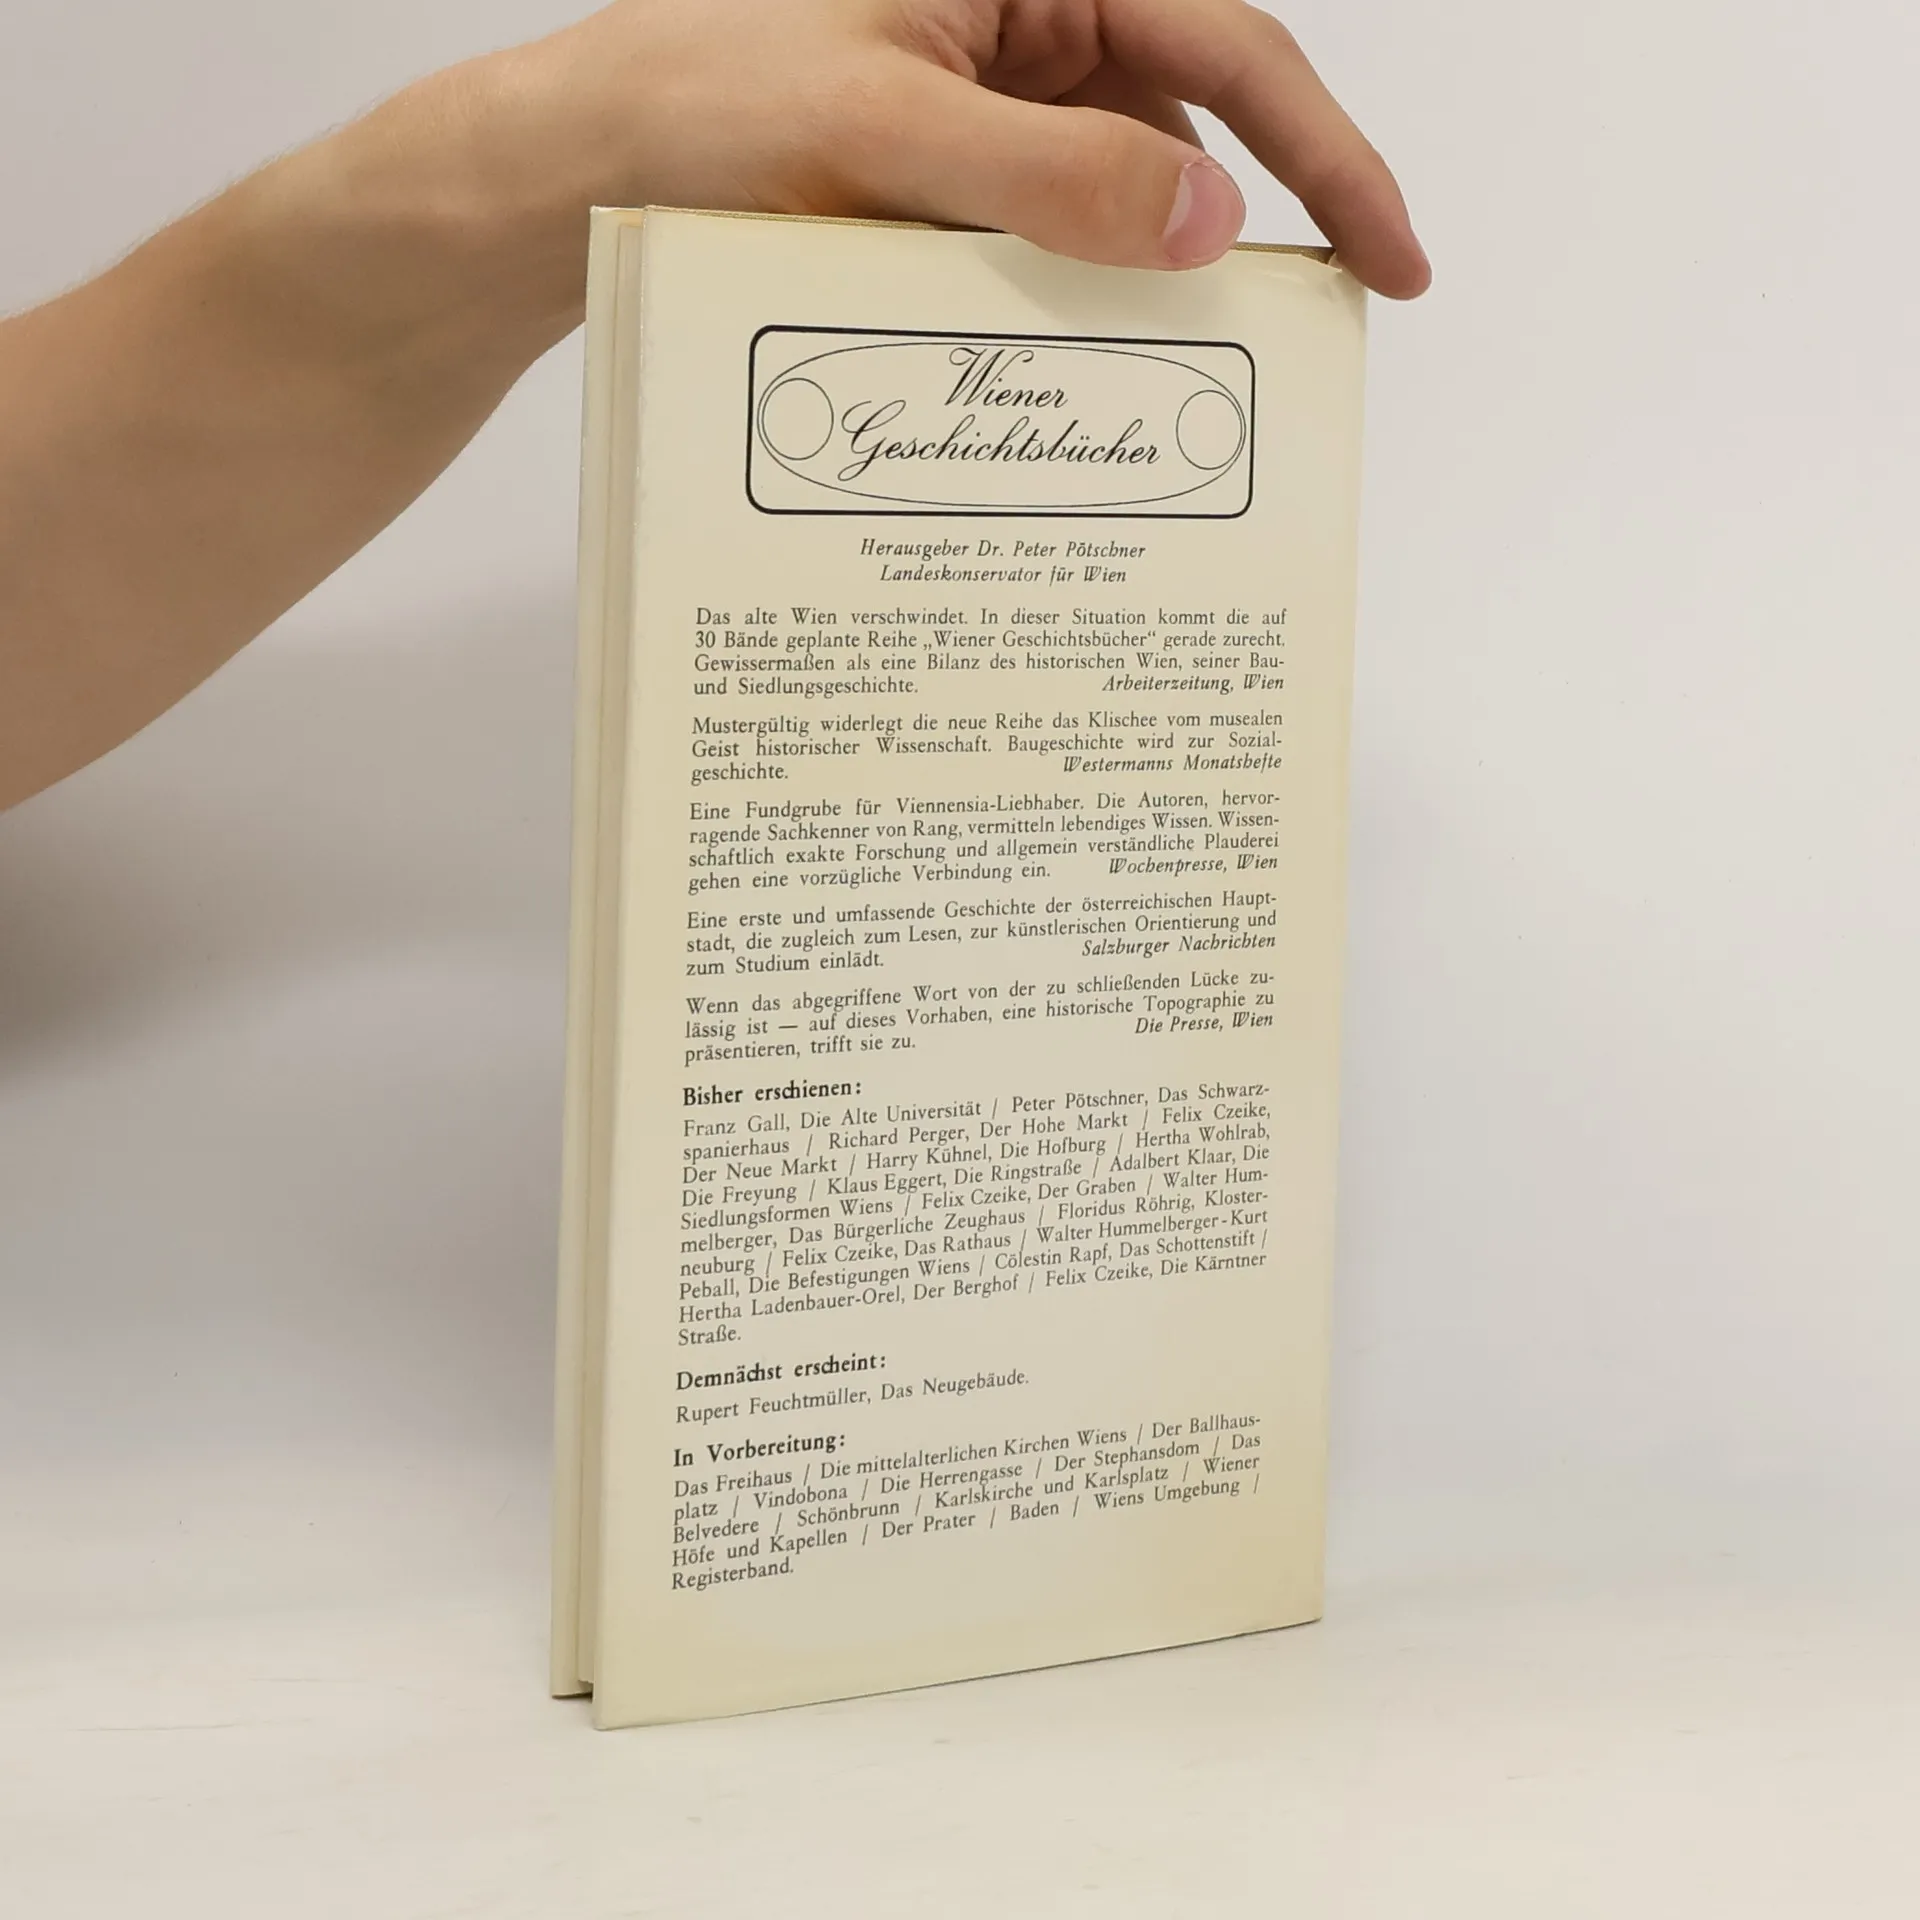 Wiener
Geschichtsbücher
Herausgeber Dr. Peter Pötschner
Landeskonservator für Wien
Das alte Wien verschwindet. In dieser Situation kommt die auf
30 Bände geplante Reihe „Wiener Geschichtsbücher“ gerade zurecht.
Gewissermaßen als eine Bilanz des historischen Wien, seiner Bau-
und Siedlungsgeschichte. Arbeiterzeitung, Wien
Mustergültig widerlegt die neue Reihe das Klischee vom musealen
Geist historischer Wissenschaft. Baugeschichte wird zur Sozial-
geschichte. Westermanns Monatshefte
Eine Fundgrube für Viennensia-Liebhaber. Die Autoren, hervor-
ragende Sachkenner von Rang, vermitteln lebendiges Wissen. Wissen-
schaftlich exakte Forschung und allgemein verständliche Plauderei
gehen eine vorzügliche Verbindung ein. Wochenpresse, Wien
Eine erste und umfassende Geschichte der österreichischen Haupt-
stadt, die zugleich zum Lesen, zur künstlerischen Orientierung und
zum Studium einlädt. Salzburger Nachrichten
Wenn das abgegriffene Wort von der zu schließenden Lücke zu-
lässig ist — auf dieses Vorhaben, eine historische Topographie zu
präsentieren, trifft sie zu. Die Presse, Wien
Bisher erschienen:
Franz Gall, Die Alte Universität / Peter Pötschner, Das Schwarz-
spanierhaus / Richard Perger, Der Hohe Markt / Felix Czeike,
Der Neue Markt / Harry Kühnel, Die Hofburg / Hertha Wohlrab,
Die Freyung / Klaus Eggert, Die Ringstraße / Adalbert Klaar, Die
Siedlungsformen Wiens / Felix Czeike, Der Graben / Walter Hum-
melberger, Das Bürgerliche Zeughaus / Floridus Röhrig, Kloster-
neuburg / Felix Czeike, Das Rathaus / Walter Hummelberger-Kurt
Peball, Die Befestigungen Wiens / Cölestin Rapf, Das Schottenstift /
Hertha Ladenbauer-Orel, Der Berghof / Felix Czeike, Die Kärntner
Straße.
Demnächst erscheint:
Rupert Feuchtmüller, Das Neugebäude.
In Vorbereitung:
Das Freihaus / Die mittelalterlichen Kirchen Wiens / Der Ballhaus-
platz / Vindobona / Die Herrengasse / Der Stephansdom / Das
Belvedere / Schönbrunn / Karlskirche und Karlsplatz / Wiener
Höfe und Kapellen / Der Prater / Baden / Wiens Umgebung /
Registerband.